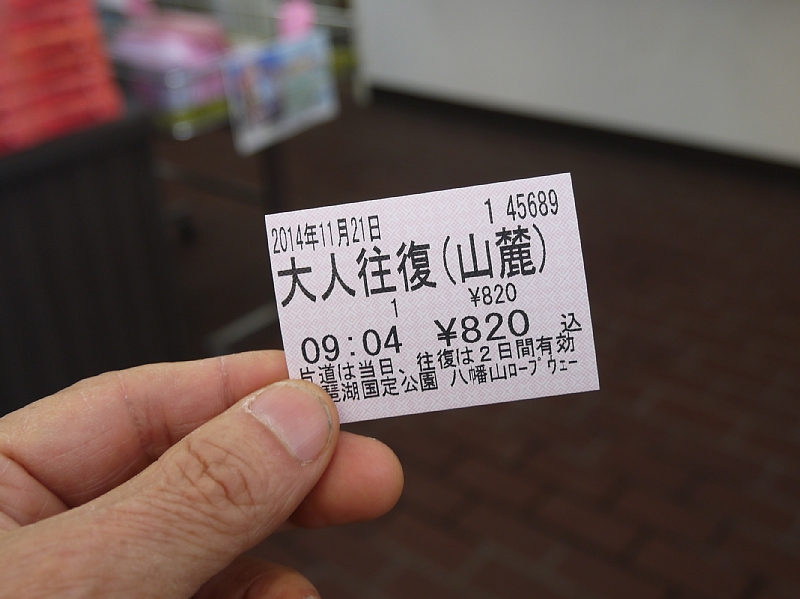 2014年11月21日 1 45689
大人往復(山麓)
1 ¥820
09:04 ¥820 込
片道は当日、往復は2日間有効
琵湖国定公園 八幡山ロープウェー